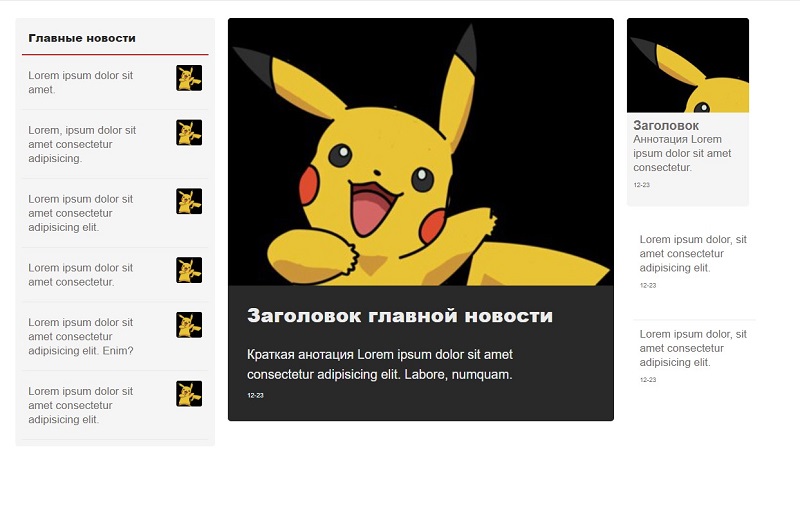 Главные новости
Lorem ipsum dolor sit
amet.
Lorem, ipsum dolor sit
amet consectetur
adipisicing.
Lorem ipsum dolor sit
amet consectetur
adipisicing elit.
Lorem ipsum dolor sit
amet consectetur.
Lorem ipsum dolor sit
amet consectetur
adipisicing elit. Enim?
Lorem ipsum dolor sit
amet consectetur
adipisicing elit.
Заголовок главной новости
Краткая анотация Lorem ipsum dolor sit amet
consectetur adipisicing elit. Labore, numquam.
12-23
Заголовок
Аннотация Lorem
ipsum dolor sit amet
consectetur.
12-23
Lorem ipsum dolor, sit
amet consectetur
adipisicing elit.
12-23
Lorem ipsum dolor sit
amet consectetur
adipisicing elit.
12-23